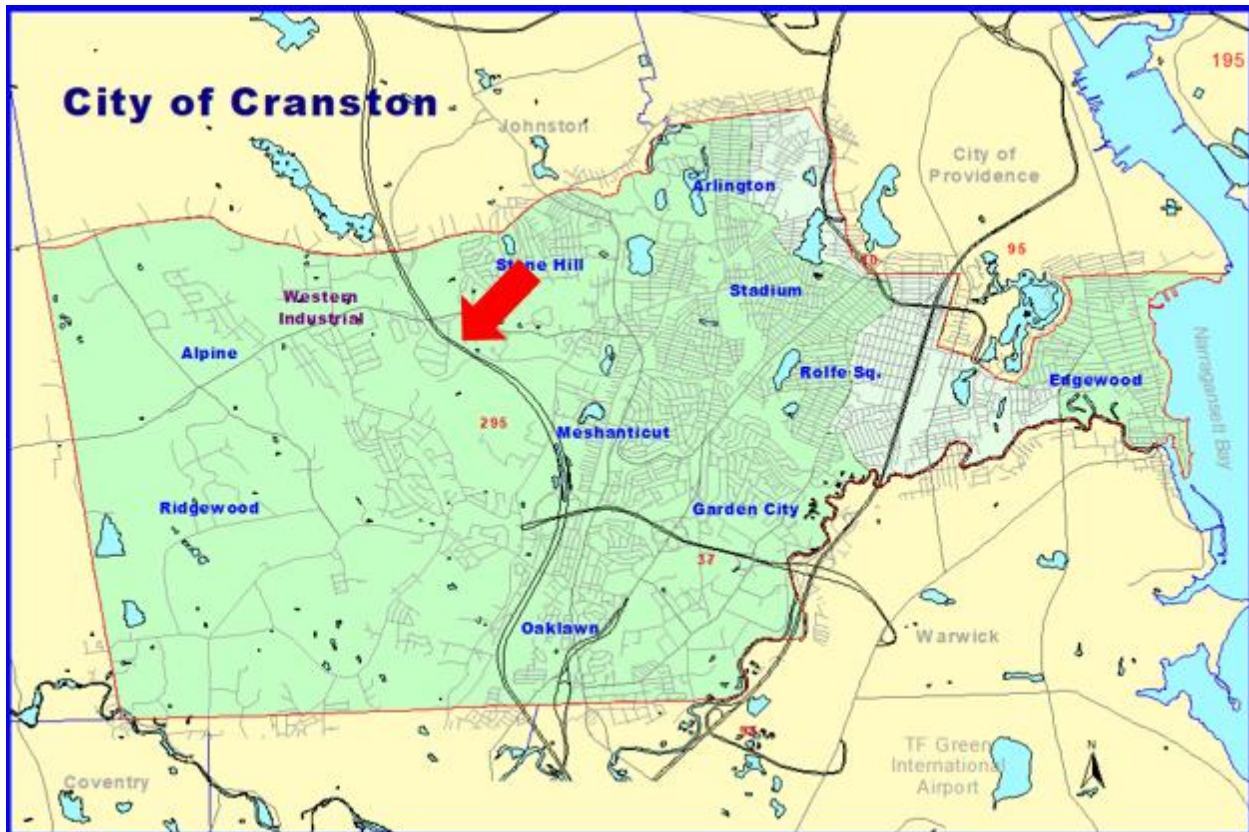 City of Cranston
195
Johnston
City of
Providence
Arlington
95
10
Stone Hill
Stadium
Western
Industrial
Alpine
Rolfe Sq.
Edgewood
Narragansett Bay
295
Meshanticut
Ridgewood
Garden City
37
Oaklawn
Warwick
95
TF Green
International
Airport
N
Coventry